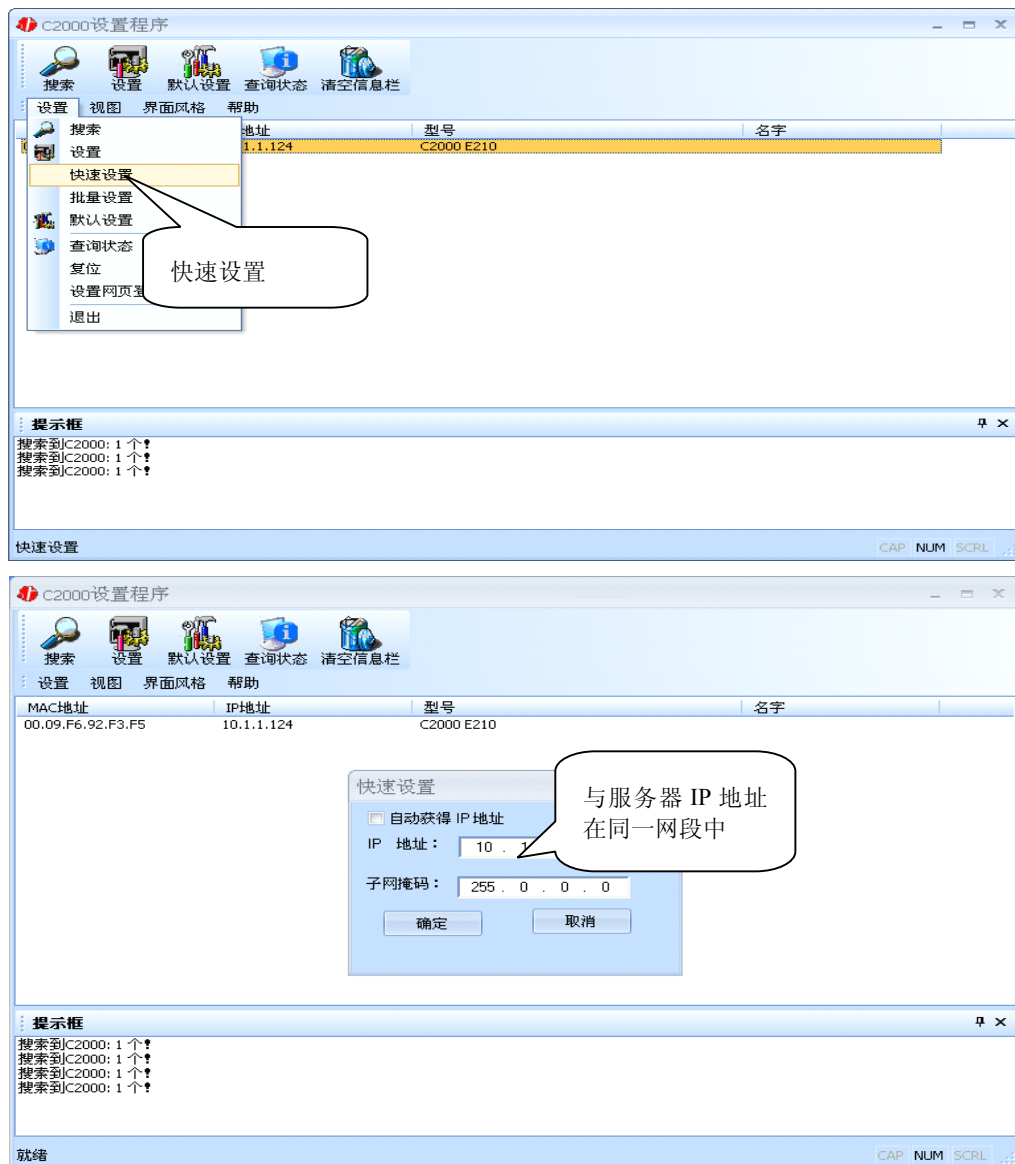 C2000设置程序
搜索 设置 默认设置 查询状态 清空信息栏
设置 视图 界面风格 帮助
地址 型号 名字
1.1.124 C2000 E210
搜索
设置
快速设置
批量设置
默认设置
查询状态
复位
设置网页
退出
快速设置
提示框
搜索到C2000: 1 个!
搜索到C2000: 1 个!
搜索到C2000: 1 个!
快速设置 CAP NUM SCRL
C2000设置程序
搜索 设置 默认设置 查询状态 清空信息栏
设置 视图 界面风格 帮助
MAC地址 IP地址 型号 名字
00.09.F6.92.F3.F5 10.1.1.124 C2000 E210
快速设置
自动获得 IP 地址
IP 地址： 10 . 1
子网掩码： 255 . 0 . 0 . 0
确定 取消
与服务器 IP 地址
在同一网段中
提示框
搜索到C2000: 1 个!
搜索到C2000: 1 个!
搜索到C2000: 1 个!
搜索到C2000: 1 个!
就绪 CAP NUM SCRL